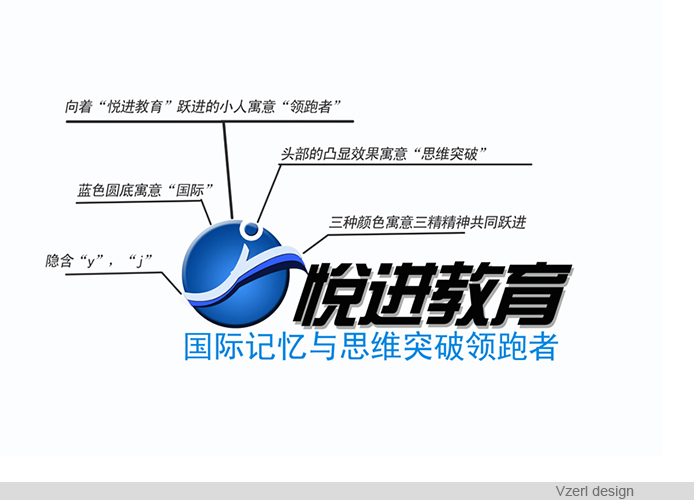 向着“悦进教育”跃进的小人寓意“领跑者”
头部的凸显效果寓意“思维突破”
蓝色圆底寓意“国际”
三种颜色寓意三精精神共同跃进
隐含“y”，“j”
悦进教育
国际记忆与思维突破领跑者
Vzerl design